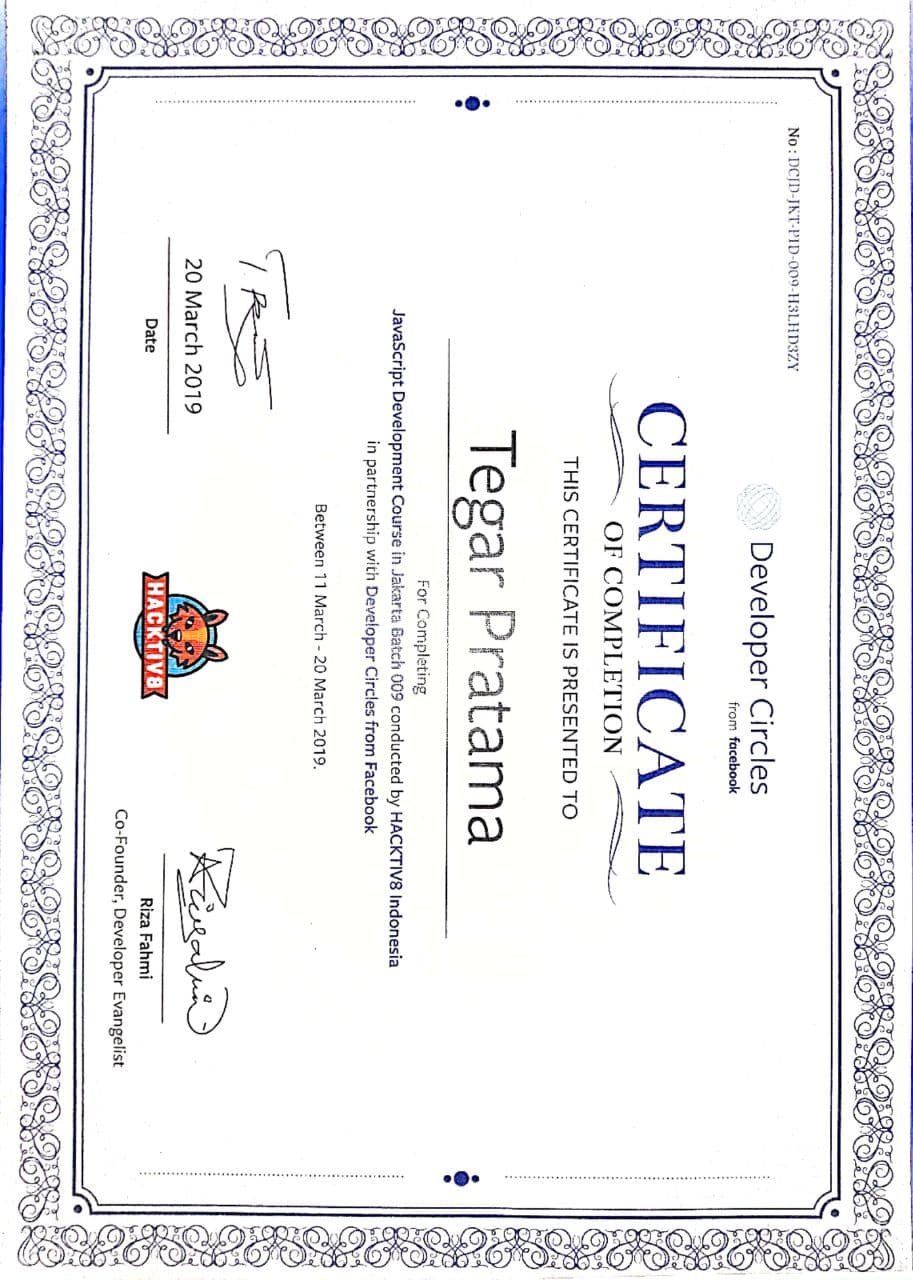 No : DCJD-JKT-PID-009-H3LHD3ZY
Developer Circles
from facebook
CERTIFICATE
OF COMPLETION
THIS CERTIFICATE IS PRESENTED TO
Tegar Pratama
For Completing
JavaScript Development Course in Jakarta Batch 009 conducted by HACKTIV8 Indonesia
in partnership with Developer Circles from Facebook
Between 11 March - 20 March 2019.
20 March 2019
Date
HACKTIV8
Riza Fahmi
Co-Founder, Developer Evangelist